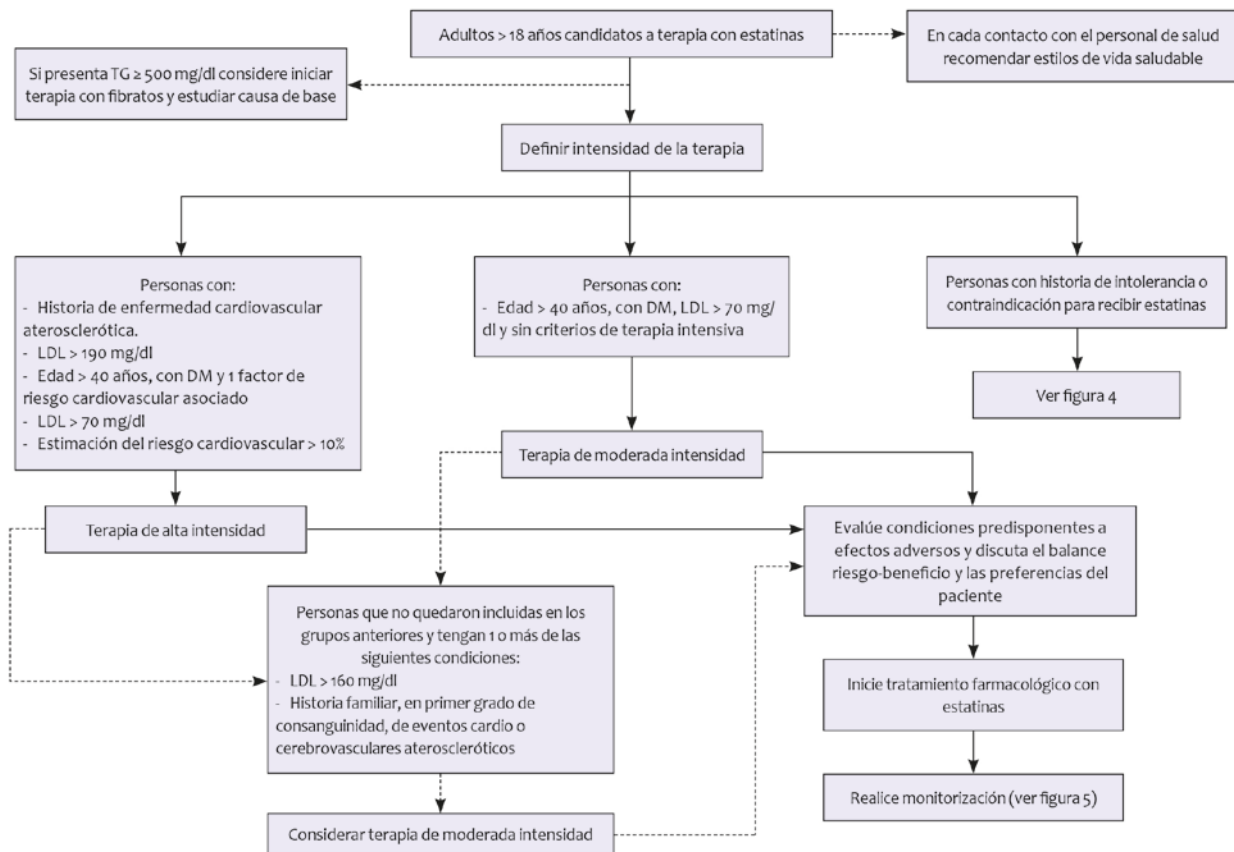 Adultos > 18 años candidatos a terapia con estatinas
En cada contacto con el personal de salud
recomendar estilos de vida saludable
Si presenta TG ≥ 500 mg/dl considere iniciar
terapia con fibratos y estudiar causa de base
Definir intensidad de la terapia
Personas con:
- Historia de enfermedad cardiovascular
aterosclerótica.
- LDL > 190 mg/dl
- Edad > 40 años, con DM y 1 factor de
riesgo cardiovascular asociado
- LDL > 70 mg/dl
- Estimación del riesgo cardiovascular > 10%
Personas con:
- Edad > 40 años, con DM, LDL > 70 mg/
dl y sin criterios de terapia intensiva
Personas con historia de intolerancia o
contraindicación para recibir estatinas
Ver figura 4
Terapia de moderada intensidad
Terapia de alta intensidad
Evalúe condiciones predisponentes a
efectos adversos y discuta el balance
riesgo-beneficio y las preferencias del
paciente
Personas que no quedaron incluidas en los
grupos anteriores y tengan 1 o más de las
siguientes condiciones:
- LDL > 160 mg/dl
- Historia familiar, en primer grado de
consanguinidad, de eventos cardio o
cerebrovasculares ateroscleróticos
Inicie tratamiento farmacológico con
estatinas
Realice monitorización (ver figura 5)
Considerar terapia de moderada intensidad